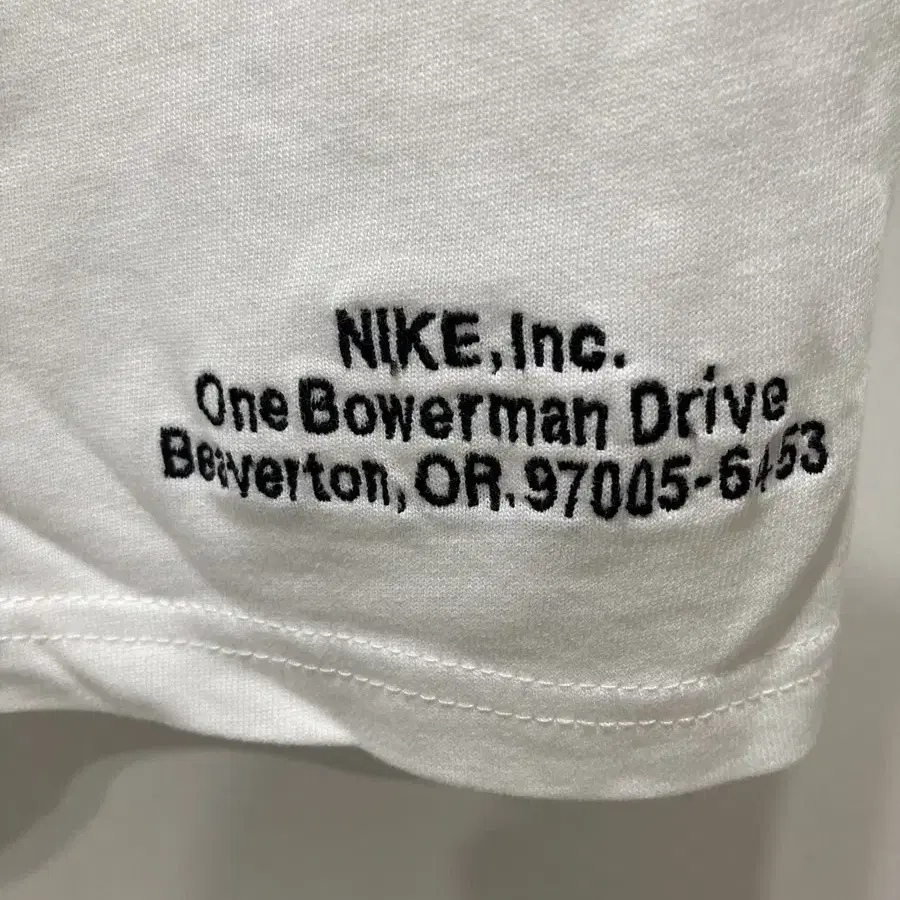 NIKE, Inc.
One Bowerman Drive
Beaverton, OR. 97005-6453